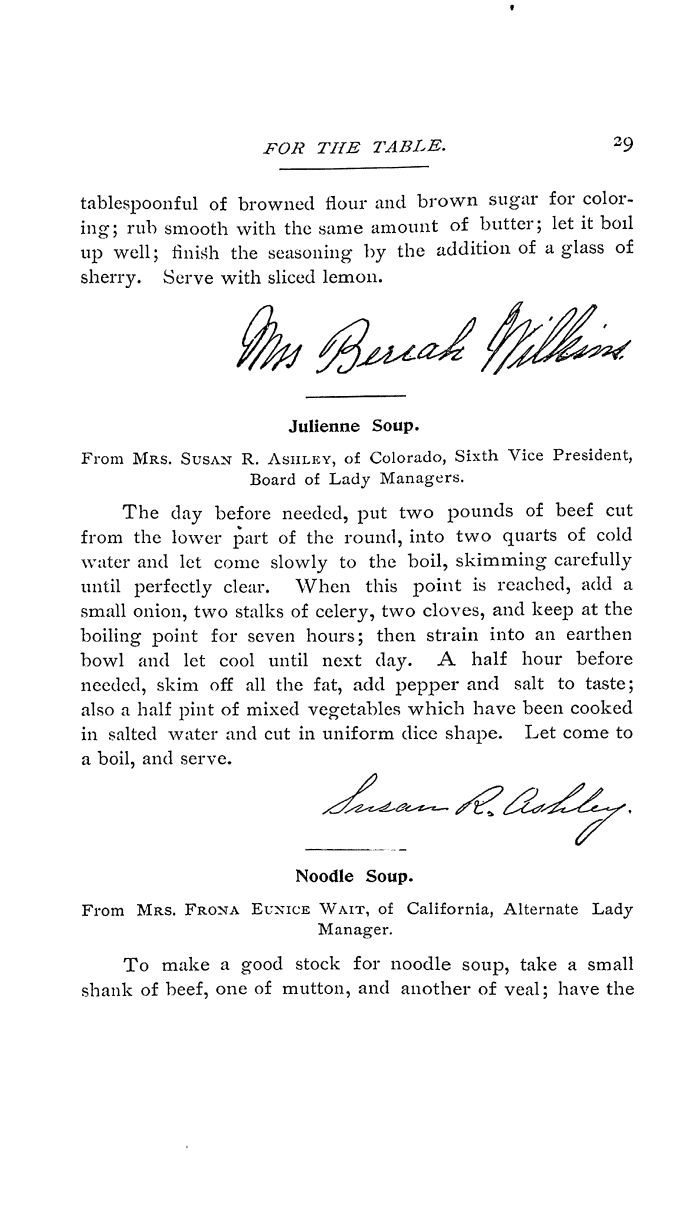 FOR THE TABLE. 29
tablespoonful of browned flour and brown sugar for color-
ing; rub smooth with the same amount of butter; let it boil
up well; finish the seasoning by the addition of a glass of
sherry. Serve with sliced lemon.
Mrs Beriah Wilkins.
Julienne Soup.
From MRS. SUSAN R. ASHLEY, of Colorado, Sixth Vice President,
Board of Lady Managers.
The day before needed, put two pounds of beef cut
from the lower part of the round, into two quarts of cold
water and let come slowly to the boil, skimming carefully
until perfectly clear. When this point is reached, add a
small onion, two stalks of celery, two cloves, and keep at the
boiling point for seven hours; then strain into an earthen
bowl and let cool until next day. A half hour before
needed, skim off all the fat, add pepper and salt to taste;
also a half pint of mixed vegetables which have been cooked
in salted water and cut in uniform dice shape. Let come to
a boil, and serve.
Susan R. Ashley.
Noodle Soup.
From MRS. FRONA EUNICE WAIT, of California, Alternate Lady
Manager.
To make a good stock for noodle soup, take a small
shank of beef, one of mutton, and another of veal; have the